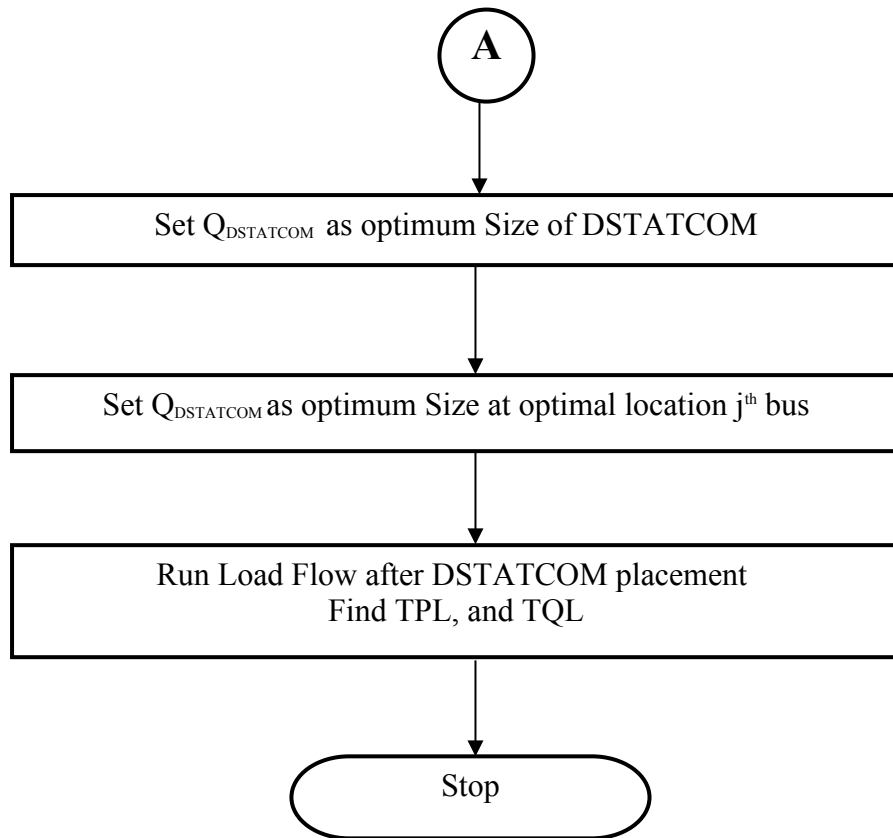 A
Set QDSTATCOM as optimum Size of DSTATCOM
Set QDSTATCOM as optimum Size at optimal location jth bus
Run Load Flow after DSTATCOM placement
Find TPL, and TQL
Stop